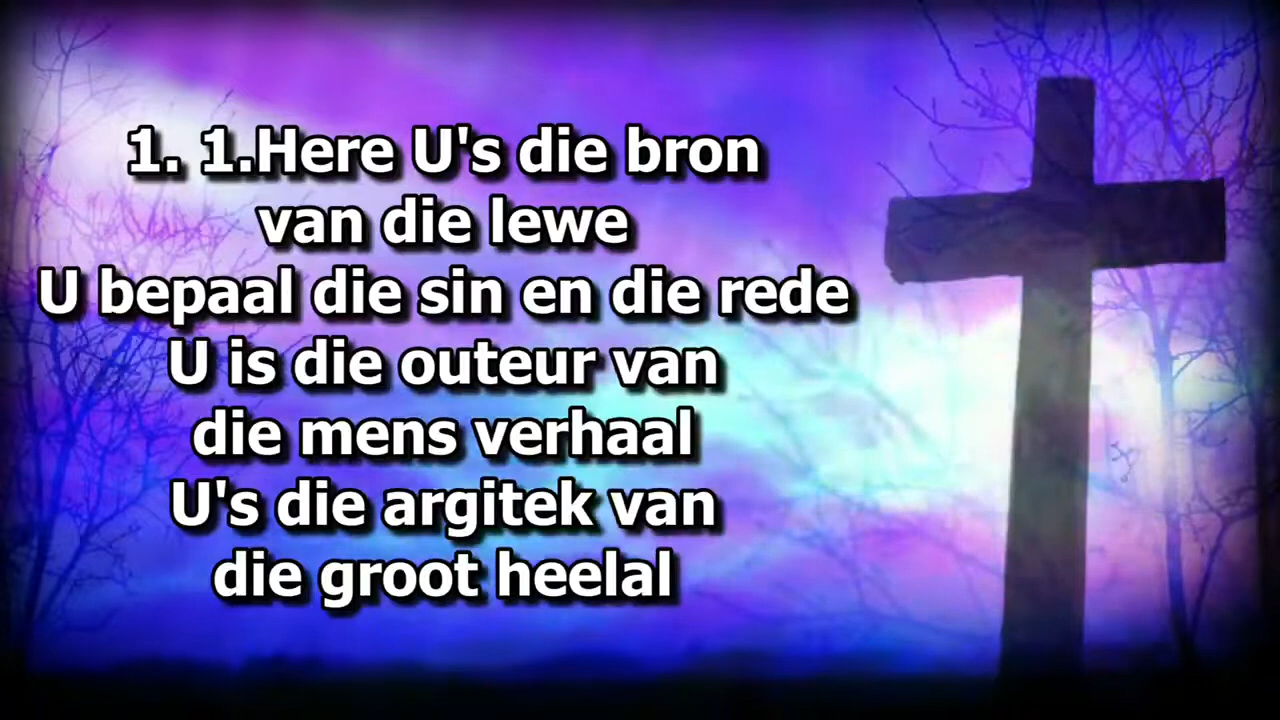 1. 1.Here U's die bron
van die lewe
U bepaal die sin en die rede
U is die outeur van
die mens verhaal
U's die argitek van
die groot heelal